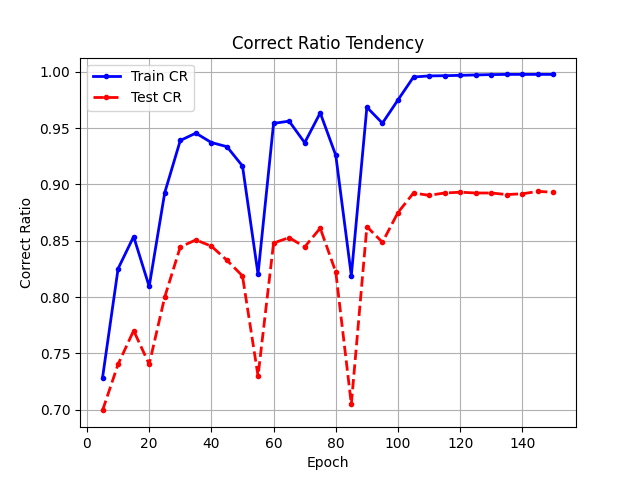 Correct Ratio Tendency
Train CR
Test CR
Correct Ratio
1.00
0.95
0.90
0.85
0.80
0.75
0.70
0 20 40 60 80 100 120 140
Epoch